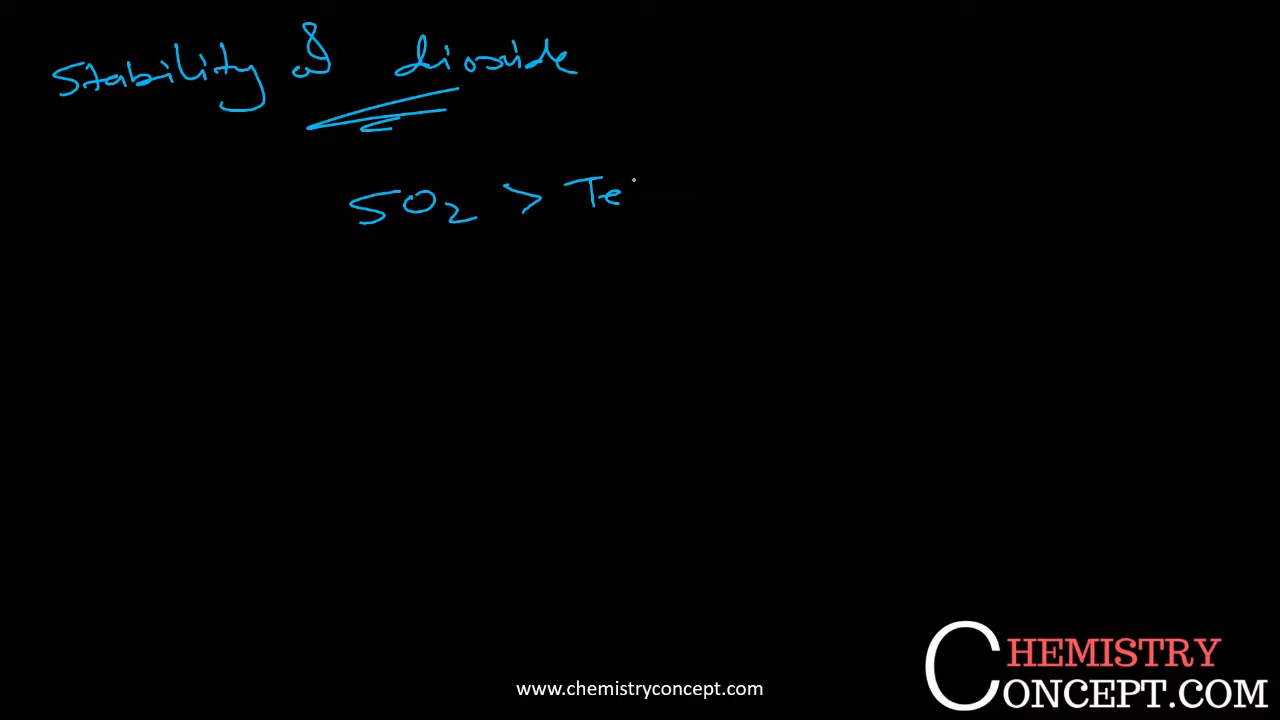 Stability of dioxide
SO2 > Te
www.chemistryconcept.com
CHEMISTRY
CONCEPT.COM